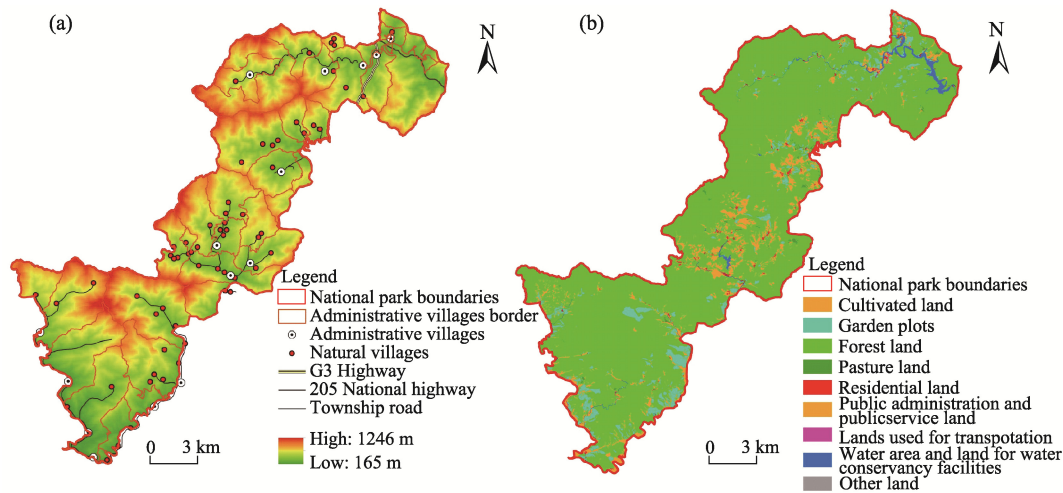 (a)
N
Legend
National park boundaries
Administrative villages border
Administrative villages
Natural villages
G3 Highway
205 National highway
Township road
High: 1246 m
Low: 165 m
0 3 km
(b)
N
Legend
National park boundaries
Cultivated land
Garden plots
Forest land
Pasture land
Residential land
Public administration and
publicservice land
Lands used for transpotation
Water area and land for water
conservancy facilities
Other land
0 3 km